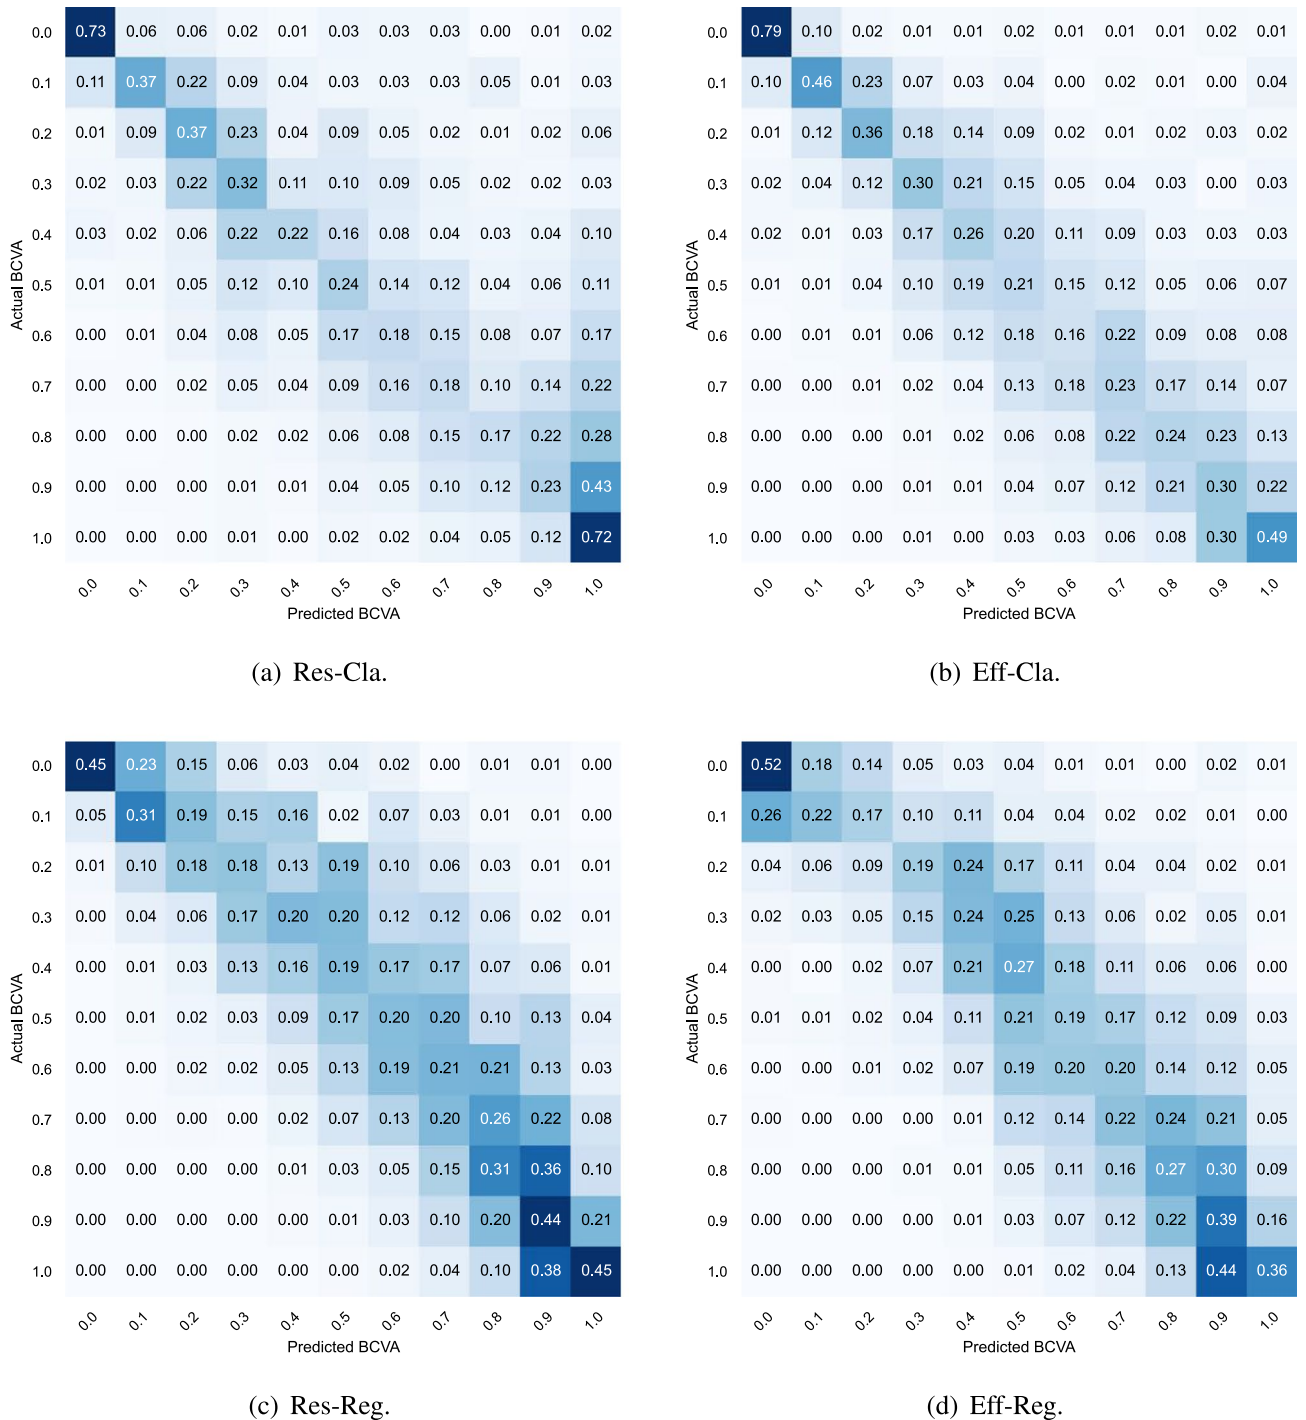 0.0 0.73 0.06 0.06 0.02 0.01 0.03 0.03 0.03 0.00 0.01 0.02
0.1 0.11 0.37 0.22 0.09 0.04 0.03 0.03 0.03 0.05 0.01 0.03
0.2 0.01 0.09 0.37 0.23 0.04 0.09 0.05 0.02 0.01 0.02 0.06
0.3 0.02 0.03 0.22 0.32 0.11 0.10 0.09 0.05 0.02 0.02 0.03
0.4 0.03 0.02 0.06 0.22 0.22 0.16 0.08 0.04 0.03 0.04 0.10
Actual BCVA
0.5 0.01 0.01 0.05 0.12 0.10 0.24 0.14 0.12 0.04 0.06 0.11
0.6 0.00 0.01 0.04 0.08 0.05 0.17 0.18 0.15 0.08 0.07 0.17
0.7 0.00 0.00 0.02 0.05 0.04 0.09 0.16 0.18 0.10 0.14 0.22
0.8 0.00 0.00 0.00 0.02 0.02 0.06 0.08 0.15 0.17 0.22 0.28
0.9 0.00 0.00 0.00 0.01 0.01 0.04 0.05 0.10 0.12 0.23 0.43
1.0 0.00 0.00 0.00 0.01 0.00 0.02 0.02 0.04 0.05 0.12 0.72
0.0 0.1 0.2 0.3 0.4 0.5 0.6 0.7 0.8 0.9 1.0
Predicted BCVA
(a) Res-Cla.
0.0 0.79 0.10 0.02 0.01 0.01 0.02 0.01 0.01 0.01 0.02 0.01
0.1 0.10 0.46 0.23 0.07 0.03 0.04 0.00 0.02 0.01 0.00 0.04
0.2 0.01 0.12 0.36 0.18 0.14 0.09 0.02 0.01 0.02 0.03 0.02
0.3 0.02 0.04 0.12 0.30 0.21 0.15 0.05 0.04 0.03 0.00 0.03
0.4 0.02 0.01 0.03 0.17 0.26 0.20 0.11 0.09 0.03 0.03 0.03
Actual BCVA
0.5 0.01 0.01 0.04 0.10 0.19 0.21 0.15 0.12 0.05 0.06 0.07
0.6 0.00 0.01 0.01 0.06 0.12 0.18 0.16 0.22 0.09 0.08 0.08
0.7 0.00 0.00 0.01 0.02 0.04 0.13 0.18 0.23 0.17 0.14 0.07
0.8 0.00 0.00 0.00 0.01 0.02 0.06 0.08 0.22 0.24 0.23 0.13
0.9 0.00 0.00 0.00 0.01 0.01 0.04 0.07 0.12 0.21 0.30 0.22
1.0 0.00 0.00 0.00 0.01 0.00 0.03 0.03 0.06 0.08 0.30 0.49
0.0 0.1 0.2 0.3 0.4 0.5 0.6 0.7 0.8 0.9 1.0
Predicted BCVA
(b) Eff-Cla.
0.0 0.45 0.23 0.15 0.06 0.03 0.04 0.02 0.00 0.01 0.01 0.00
0.1 0.05 0.31 0.19 0.15 0.16 0.02 0.07 0.03 0.01 0.01 0.00
0.2 0.01 0.10 0.18 0.18 0.13 0.19 0.10 0.06 0.03 0.01 0.01
0.3 0.00 0.04 0.06 0.17 0.20 0.20 0.12 0.12 0.06 0.02 0.01
0.4 0.00 0.01 0.03 0.13 0.16 0.19 0.17 0.17 0.07 0.06 0.01
Actual BCVA
0.5 0.00 0.01 0.02 0.03 0.09 0.17 0.20 0.20 0.10 0.13 0.04
0.6 0.00 0.00 0.02 0.02 0.05 0.13 0.19 0.21 0.21 0.13 0.03
0.7 0.00 0.00 0.00 0.00 0.02 0.07 0.13 0.20 0.26 0.22 0.08
0.8 0.00 0.00 0.00 0.00 0.01 0.03 0.05 0.15 0.31 0.36 0.10
0.9 0.00 0.00 0.00 0.00 0.00 0.01 0.03 0.10 0.20 0.44 0.21
1.0 0.00 0.00 0.00 0.00 0.00 0.00 0.02 0.04 0.10 0.38 0.45
0.0 0.1 0.2 0.3 0.4 0.5 0.6 0.7 0.8 0.9 1.0
Predicted BCVA
(c) Res-Reg.
0.0 0.52 0.18 0.14 0.05 0.03 0.04 0.01 0.01 0.00 0.02 0.01
0.1 0.26 0.22 0.17 0.10 0.11 0.04 0.04 0.02 0.02 0.01 0.00
0.2 0.04 0.06 0.09 0.19 0.24 0.17 0.11 0.04 0.04 0.02 0.01
0.3 0.02 0.03 0.05 0.15 0.24 0.25 0.13 0.06 0.02 0.05 0.01
0.4 0.00 0.00 0.02 0.07 0.21 0.27 0.18 0.11 0.06 0.06 0.00
Actual BCVA
0.5 0.01 0.01 0.02 0.04 0.11 0.21 0.19 0.17 0.12 0.09 0.03
0.6 0.00 0.00 0.01 0.02 0.07 0.19 0.20 0.20 0.14 0.12 0.05
0.7 0.00 0.00 0.00 0.01 0.01 0.12 0.14 0.22 0.24 0.21 0.05
0.8 0.00 0.00 0.00 0.01 0.01 0.05 0.11 0.16 0.27 0.30 0.09
0.9 0.00 0.00 0.00 0.00 0.01 0.03 0.07 0.12 0.22 0.39 0.16
1.0 0.00 0.00 0.00 0.00 0.00 0.01 0.02 0.04 0.13 0.44 0.36
0.0 0.1 0.2 0.3 0.4 0.5 0.6 0.7 0.8 0.9 1.0
Predicted BCVA
(d) Eff-Reg.